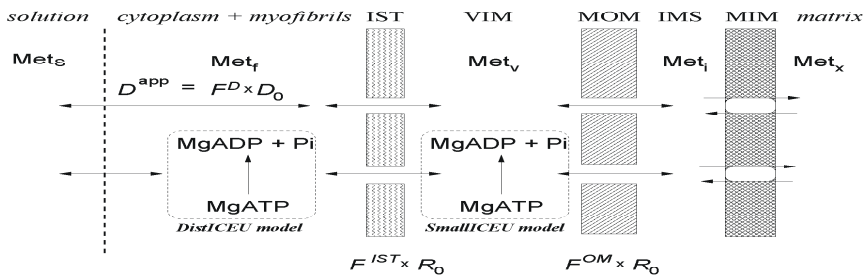 solution cytoplasm + myofibrils IST VIM MOM IMS MIM matrix
Metₛ Met_f Met_v Met_i Met_x
D^app = F^D × D_0
MgADP + Pi MgADP + Pi
MgATP MgATP
DistICEU model SmallICEU model
F^IST × R_0 F^OM × R_0